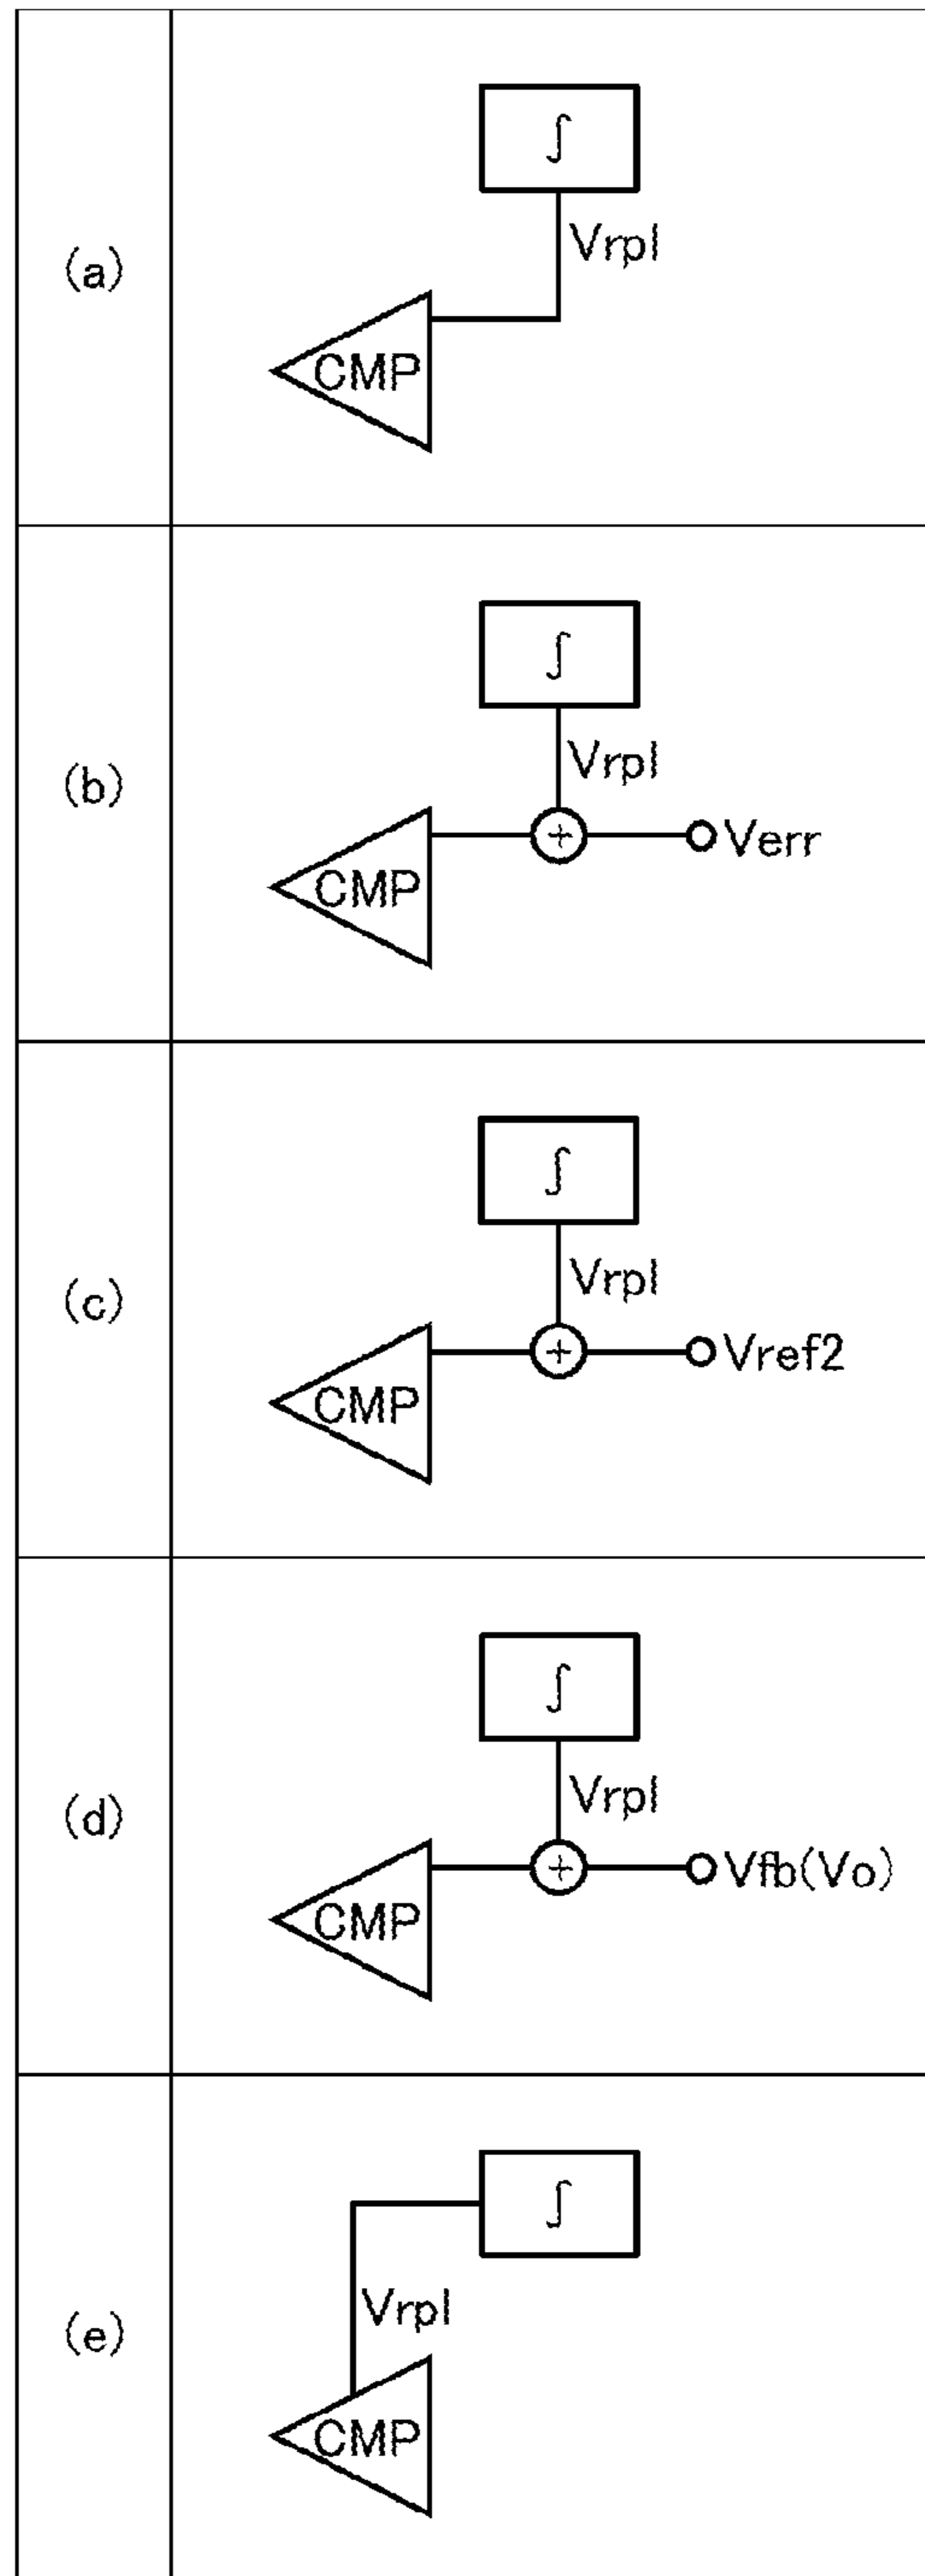 (a)
∫
Vrpl
CMP
(b)
∫
Vrpl
+
Verr
CMP
(c)
∫
Vrpl
+
Vref2
CMP
(d)
∫
Vrpl
+
Vfb(Vo)
CMP
(e)
∫
Vrpl
CMP